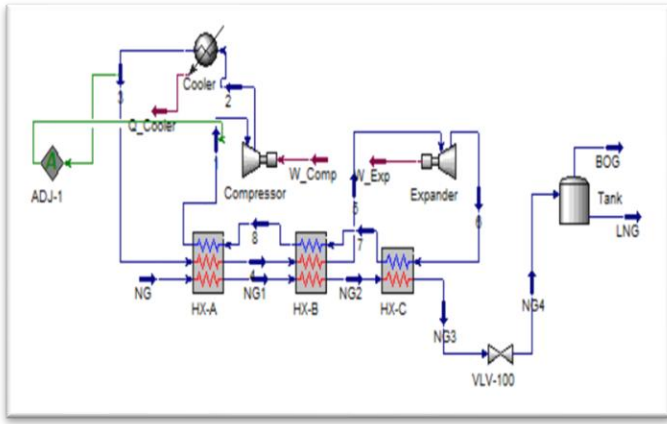 Cooler
3
2
Q_Cooler
A
ADJ-1
1
Compressor
W_Comp
W_Exp
Expander
5
6
BOG
Tank
LNG
8
7
NG
4
NG1
NG2
NG4
HX-A
HX-B
HX-C
NG3
VLV-100